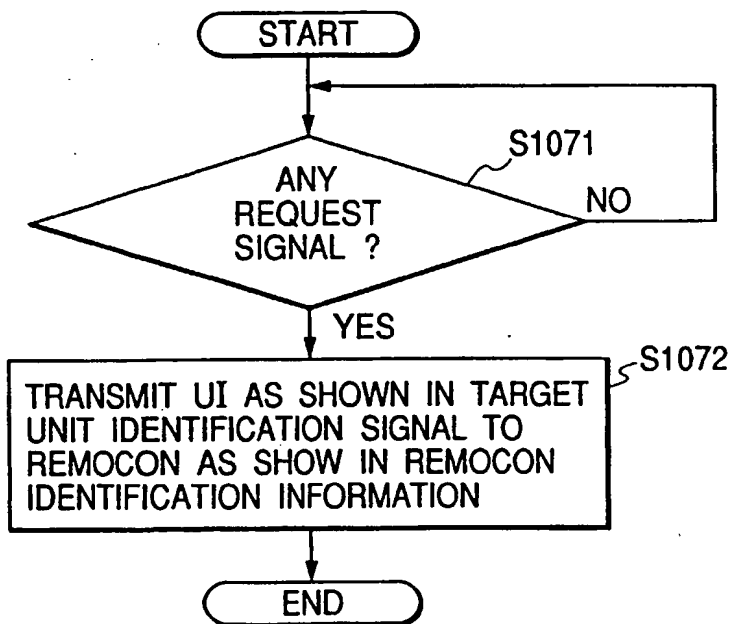 START
S1071
ANY
REQUEST
SIGNAL ?
NO
YES
S1072
TRANSMIT UI AS SHOWN IN TARGET
UNIT IDENTIFICATION SIGNAL TO
REMOCON AS SHOW IN REMOCON
IDENTIFICATION INFORMATION
END